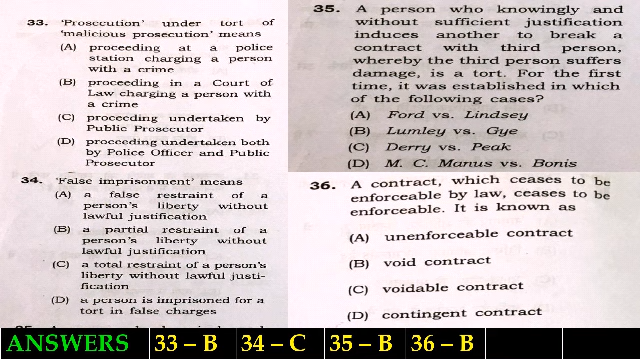 33. 'Prosecution' under tort of
'malicious prosecution' means
(A) proceeding at a police
station charging a person
with a crime
(B) proceeding in a Court of
Law charging a person with
a crime
(C) proceeding undertaken by
Public Prosecutor
(D) proceeding undertaken both
by Police Officer and Public
Prosecutor
34. 'False imprisonment' means
(A) a false restraint of a
person's liberty without
lawful justification
(B) a partial restraint of a
person's liberty without
lawful justification
(C) a total restraint of a person's
liberty without lawful justi-
fication
(D) a person is imprisoned for a
tort in false charges
35. A person who knowingly and
without sufficient justification
induces another to break a
contract with third person,
whereby the third person suffers
damage, is a tort. For the first
time, it was established in which
of the following cases?
(A) Ford vs. Lindsey
(B) Lumley vs. Gye
(C) Derry vs. Peak
(D) M. C. Manus vs. Bonis
36. A contract, which ceases to be
enforceable by law, ceases to be
enforceable. It is known as
(A) unenforceable contract
(B) void contract
(C) voidable contract
(D) contingent contract
ANSWERS 33 – B 34 – C 35 – B 36 – B